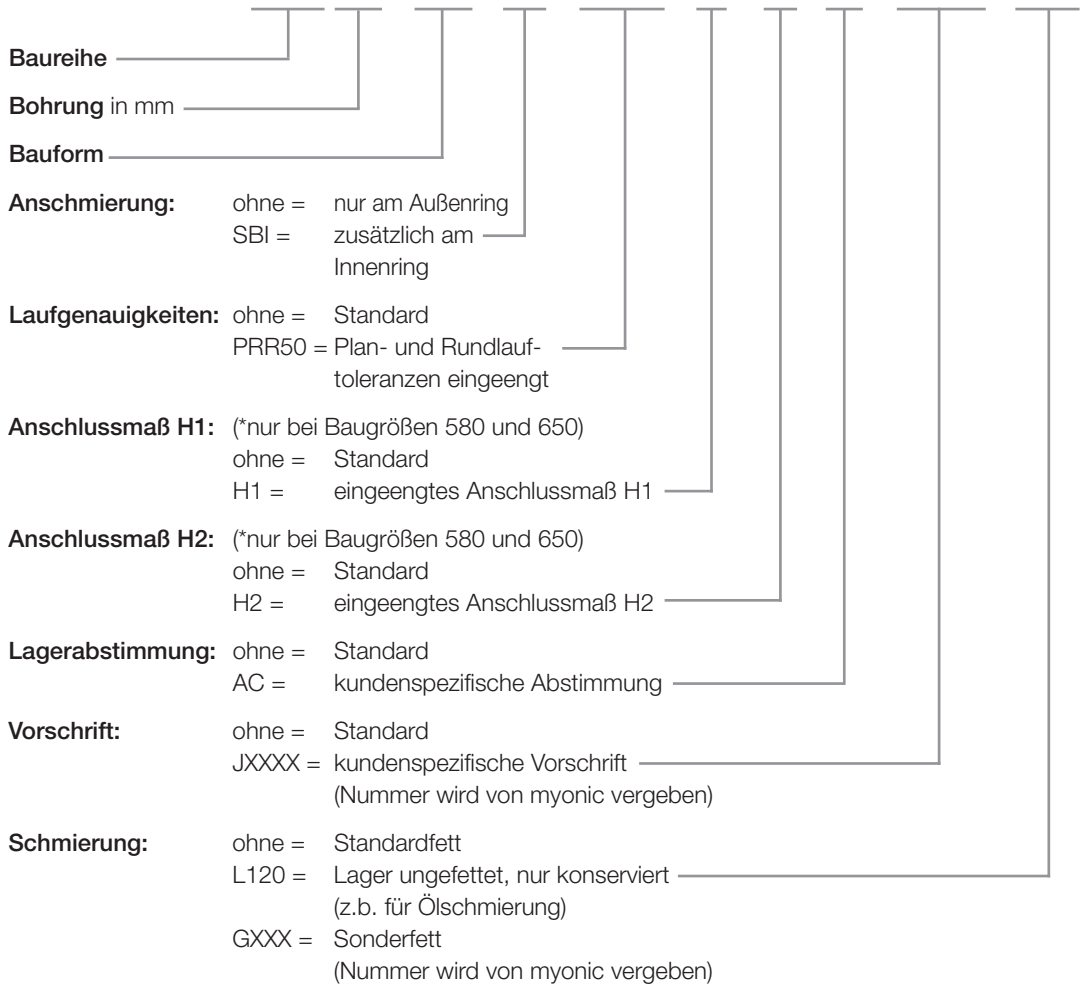 Baureihe
Bohrung in mm
Bauform
Anschmierung: ohne = nur am Außenring
SBI = zusätzlich am
Innenring
Laufgenauigkeiten: ohne = Standard
PRR50 = Plan- und Rundlauf-
toleranzen eingeengt
Anschlussmaß H1: (*nur bei Baugrößen 580 und 650)
ohne = Standard
H1 = eingeengtes Anschlussmaß H1
Anschlussmaß H2: (*nur bei Baugrößen 580 und 650)
ohne = Standard
H2 = eingeengtes Anschlussmaß H2
Lagerabstimmung: ohne = Standard
AC = kundenspezifische Abstimmung
Vorschrift: ohne = Standard
JXXXX = kundenspezifische Vorschrift
(Nummer wird von myonic vergeben)
Schmierung: ohne = Standardfett
L120 = Lager ungefettet, nur konserviert
(z.b. für Ölschmierung)
GXXX = Sonderfett
(Nummer wird von myonic vergeben)